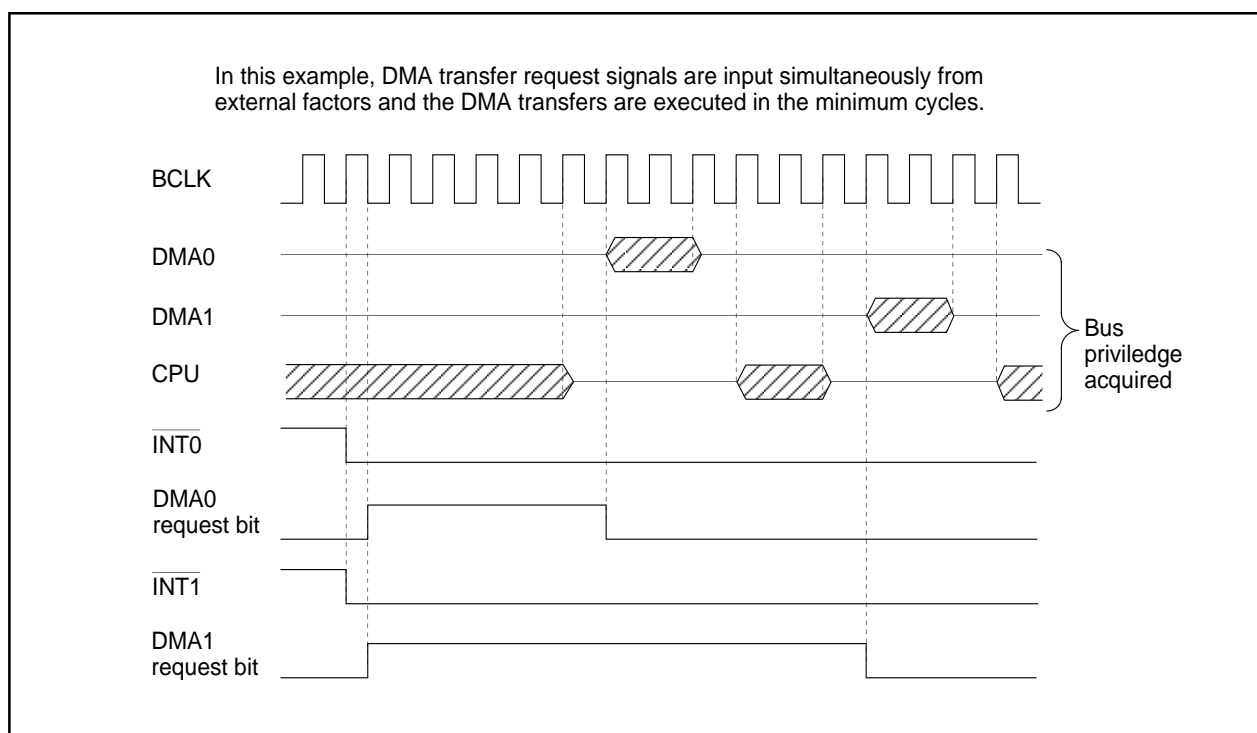 In this example, DMA transfer request signals are input simultaneously from
external factors and the DMA transfers are executed in the minimum cycles.
BCLK
DMA0
DMA1
CPU
Bus
priviledge
acquired
INT0
DMA0
request bit
INT1
DMA1
request bit